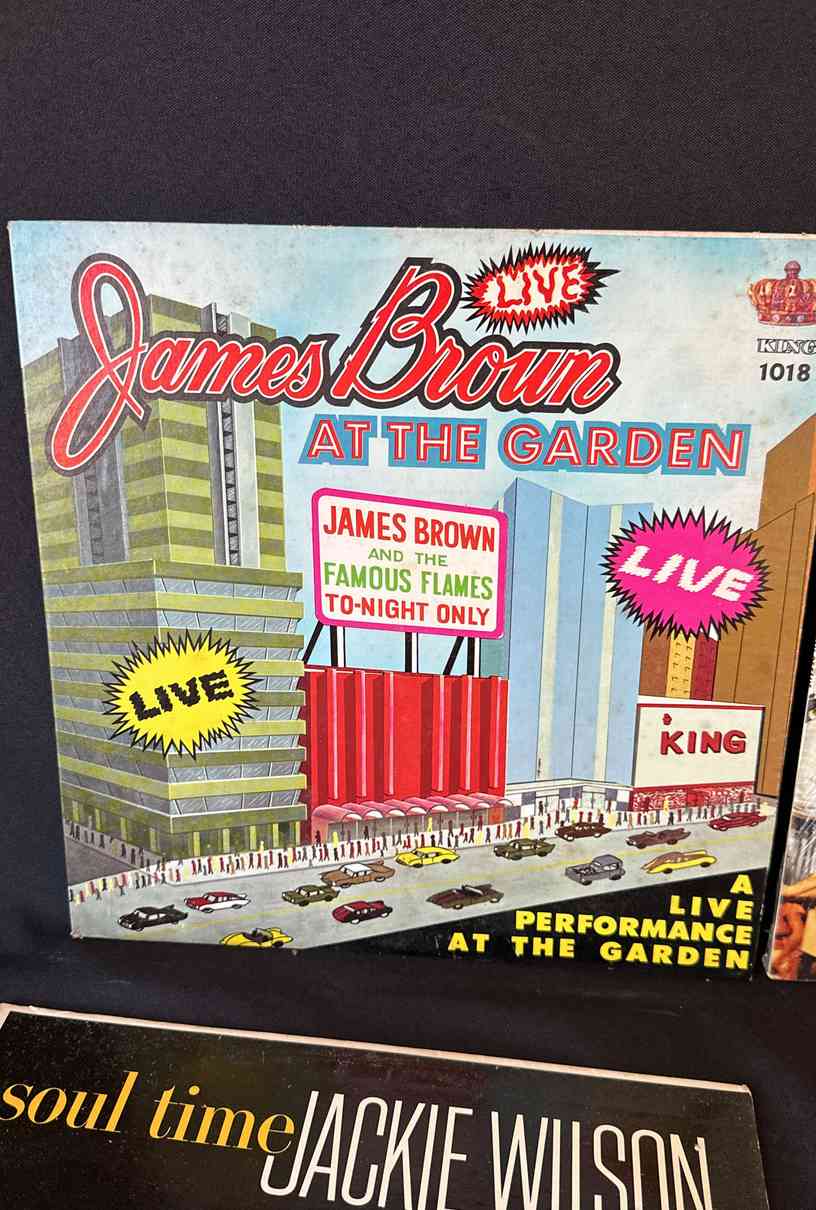 LIVE
James Brown
KING
1018
AT THE GARDEN
JAMES BROWN
AND THE
FAMOUS FLAMES
TO-NIGHT ONLY
LIVE
LIVE
KING
A
LIVE
PERFORMANCE
AT THE GARDEN
soul time JACKIE WILSON